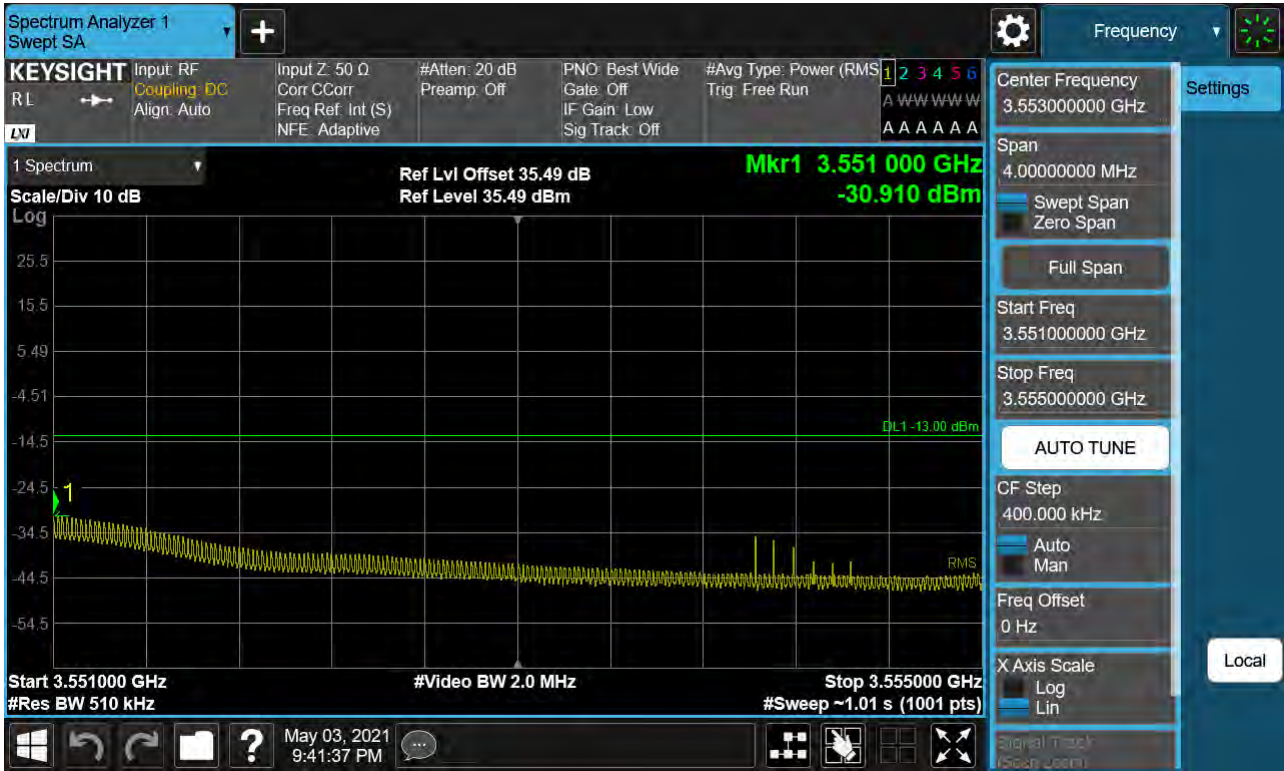 Spectrum Analyzer 1
Swept SA
+
Frequency
KEYSIGHT
R L
LXI
Input: RF
Coupling: DC
Align: Auto
Input Z: 50 Ω
Corr CCorr
Freq Ref: Int (S)
NFE: Adaptive
#Atten: 20 dB
Preamp: Off
PNO: Best Wide
Gate: Off
IF Gain: Low
Sig Track: Off
#Avg Type: Power (RMS
Trig: Free Run
1 2 3 4 5 6
A W W W W W
A A A A A A
1 Spectrum
Scale/Div 10 dB
Log
Ref Lvl Offset 35.49 dB
Ref Level 35.49 dBm
Mkr1 3.551 000 GHz
-30.910 dBm
25.5
15.5
5.49
-4.51
DL1 -13.00 dBm
-14.5
-24.5
1
-34.5
RMS
-44.5
-54.5
Start 3.551000 GHz
#Res BW 510 kHz
#Video BW 2.0 MHz
Stop 3.555000 GHz
#Sweep ~1.01 s (1001 pts)
Center Frequency
3.553000000 GHz
Settings
Span
4.00000000 MHz
Swept Span
Zero Span
Full Span
Start Freq
3.551000000 GHz
Stop Freq
3.555000000 GHz
AUTO TUNE
CF Step
400.000 kHz
Auto
Man
Freq Offset
0 Hz
X Axis Scale
Log
Lin
Local
Signal Track
(Span Zoom)
?
May 03, 2021
9:41:37 PM